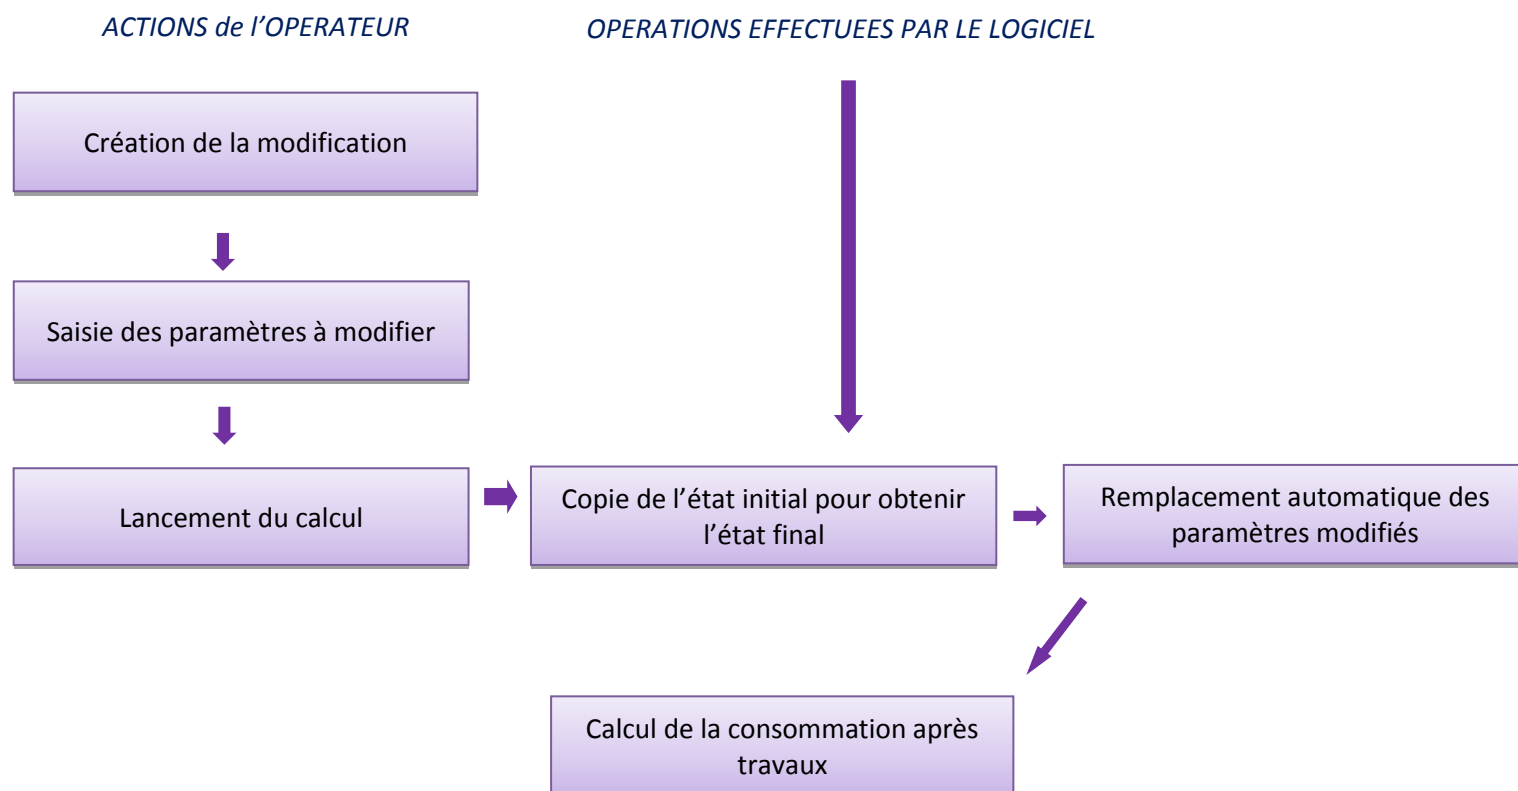 ACTIONS de l’OPERATEUR
OPERATIONS EFFECTUEES PAR LE LOGICIEL
Création de la modification
Saisie des paramètres à modifier
Lancement du calcul
Copie de l’état initial pour obtenir
l’état final
Remplacement automatique des
paramètres modifiés
Calcul de la consommation après
travaux